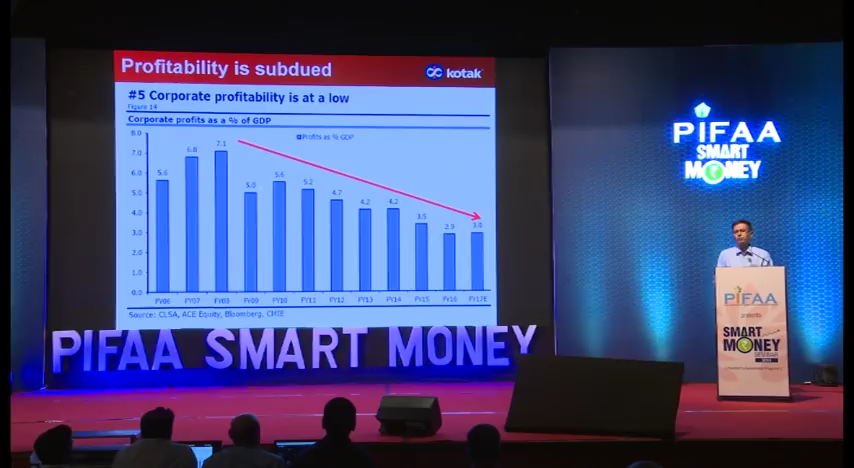 Profitability is subdued
kotak
#5 Corporate profitability is at a low
Figure 14
Corporate profits as a % of GDP
Profits as % GDP
8.0
7.0
6.0
5.0
4.0
3.0
2.0
1.0
0.0
5.6
6.8
7.1
5.0
5.6
5.2
4.7
4.2
4.2
3.5
2.9
3.0
FY06
FY07
FY08
FY09
FY10
FY11
FY12
FY13
FY14
FY15
FY16
FY17E
Source: CLSA, ACE Equity, Bloomberg, CMIE
PIFAA SMART MONEY
PIFAA
SMART
MONEY
PIFAA
presents
SMART
MONEY
SEMINAR